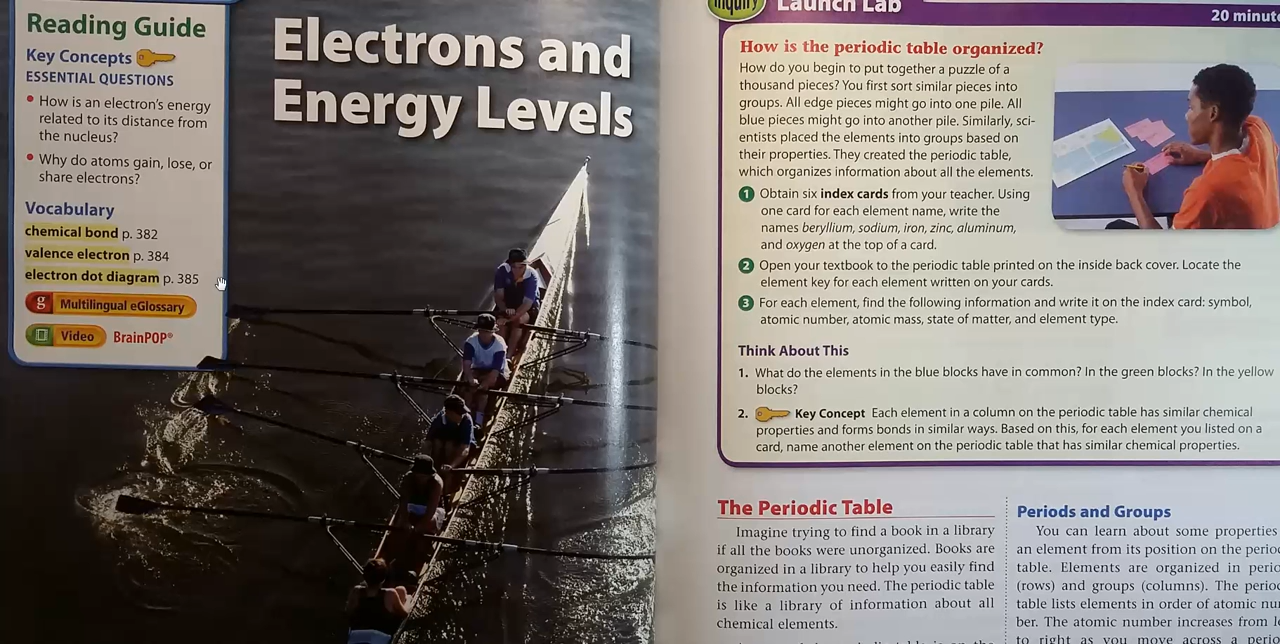 Reading Guide
Key Concepts
ESSENTIAL QUESTIONS
• How is an electron's energy
related to its distance from
the nucleus?
• Why do atoms gain, lose, or
share electrons?
Vocabulary
chemical bond p. 382
valence electron p. 384
electron dot diagram p. 385
g Multilingual eGlossary
Video BrainPOP®
Electrons and
Energy Levels
Inquiry Launch Lab
20 minute
How is the periodic table organized?
How do you begin to put together a puzzle of a
thousand pieces? You first sort similar pieces into
groups. All edge pieces might go into one pile. All
blue pieces might go into another pile. Similarly, sci-
entists placed the elements into groups based on
their properties. They created the periodic table,
which organizes information about all the elements.
1 Obtain six index cards from your teacher. Using
one card for each element name, write the
names beryllium, sodium, iron, zinc, aluminum,
and oxygen at the top of a card.
2 Open your textbook to the periodic table printed on the inside back cover. Locate the
element key for each element written on your cards.
3 For each element, find the following information and write it on the index card: symbol,
atomic number, atomic mass, state of matter, and element type.
Think About This
1. What do the elements in the blue blocks have in common? In the green blocks? In the yellow
blocks?
2. Key Concept Each element in a column on the periodic table has similar chemical
properties and forms bonds in similar ways. Based on this, for each element you listed on a
card, name another element on the periodic table that has similar chemical properties.
The Periodic Table
Imagine trying to find a book in a library
if all the books were unorganized. Books are
organized in a library to help you easily find
the information you need. The periodic table
is like a library of information about all
chemical elements.
Periods and Groups
You can learn about some properties
an element from its position on the perio
table. Elements are organized in perio
(rows) and groups (columns). The perio
table lists elements in order of atomic nu
ber. The atomic number increases from l
to right as you move across a perio